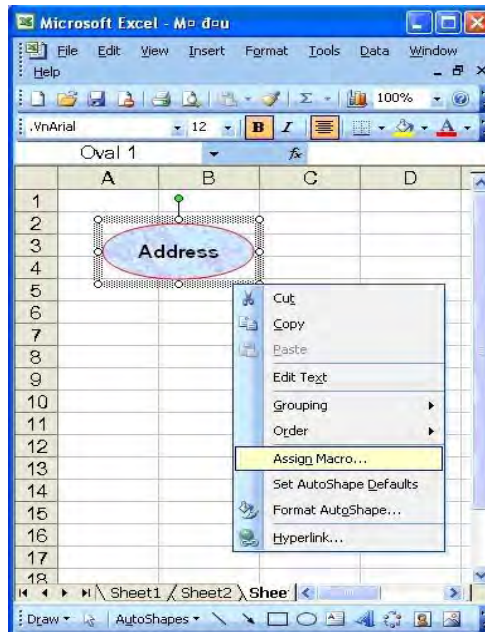 Microsoft Excel - M¤ d¤u
File Edit View Insert Format Tools Data Window
Help
100%
.VnArial 12 B I A
Oval 1 fx
A B C D
1
2
3
4
5
6
7
8
9
10
11
12
13
14
15
16
17
18
Address
Cut
Copy
Paste
Edit Text
Grouping
Order
Assign Macro...
Set AutoShape Defaults
Format AutoShape...
Hyperlink...
Sheet1 Sheet2 Shee
Draw AutoShapes